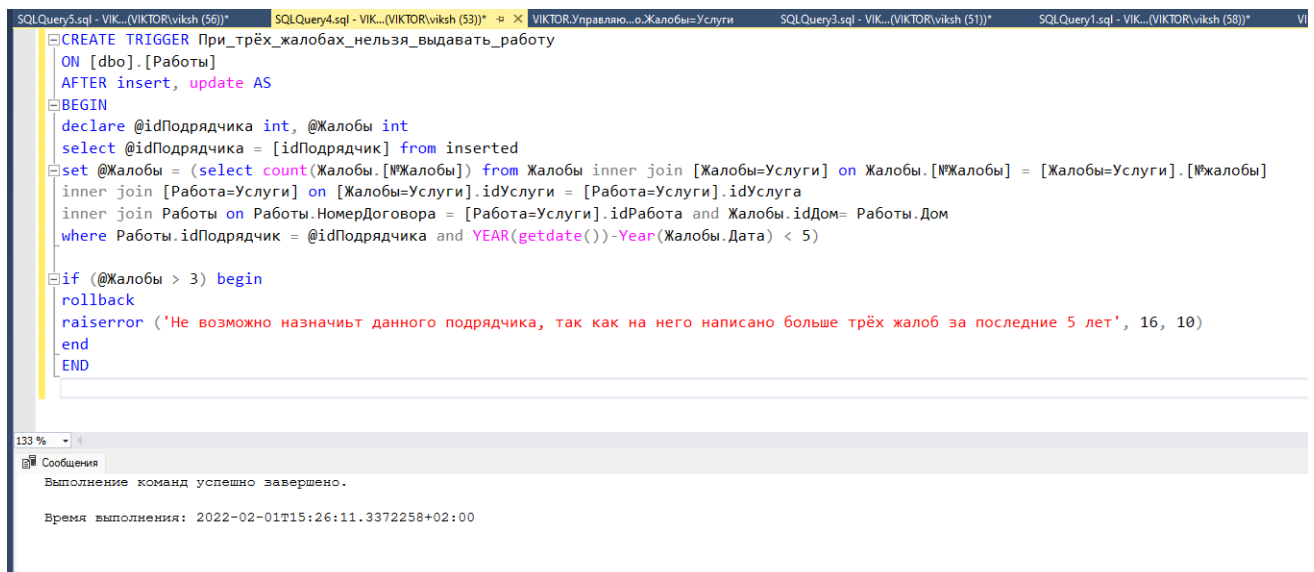 SQLQuery5.sql - VIK...(VIKTOR\viksh (56))* SQLQuery4.sql - VIK...(VIKTOR\viksh (53))* VIKTOR.Управляю...о.Жалобы=Услуги SQLQuery3.sql - VIK...(VIKTOR\viksh (51))* SQLQuery1.sql - VIK...(VIKTOR\viksh (58))* VI
CREATE TRIGGER При_трёх_жалобах_нельзя_выдавать_работу
ON [dbo].[Работы]
AFTER insert, update AS
BEGIN
declare @idПодрядчика int, @Жалобы int
select @idПодрядчика = [idПодрядчик] from inserted
set @Жалобы = (select count(Жалобы.[№Жалобы]) from Жалобы inner join [Жалобы=Услуги] on Жалобы.[№Жалобы] = [Жалобы=Услуги].[№жалобы]
inner join [Работа=Услуги] on [Жалобы=Услуги].idУслуги = [Работа=Услуги].idУслуга
inner join Работы on Работы.НомерДоговора = [Работа=Услуги].idРабота and Жалобы.idДом= Работы.Дом
where Работы.idПодрядчик = @idПодрядчика and YEAR(getdate())-Year(Жалобы.Дата) < 5)
if (@Жалобы > 3) begin
rollback
raiserror ('Не возможно назначиьт данного подрядчика, так как на него написано больше трёх жалоб за последние 5 лет', 16, 10)
end
END
133 %
Сообщения
Выполнение команд успешно завершено.
Время выполнения: 2022-02-01T15:26:11.3372258+02:00